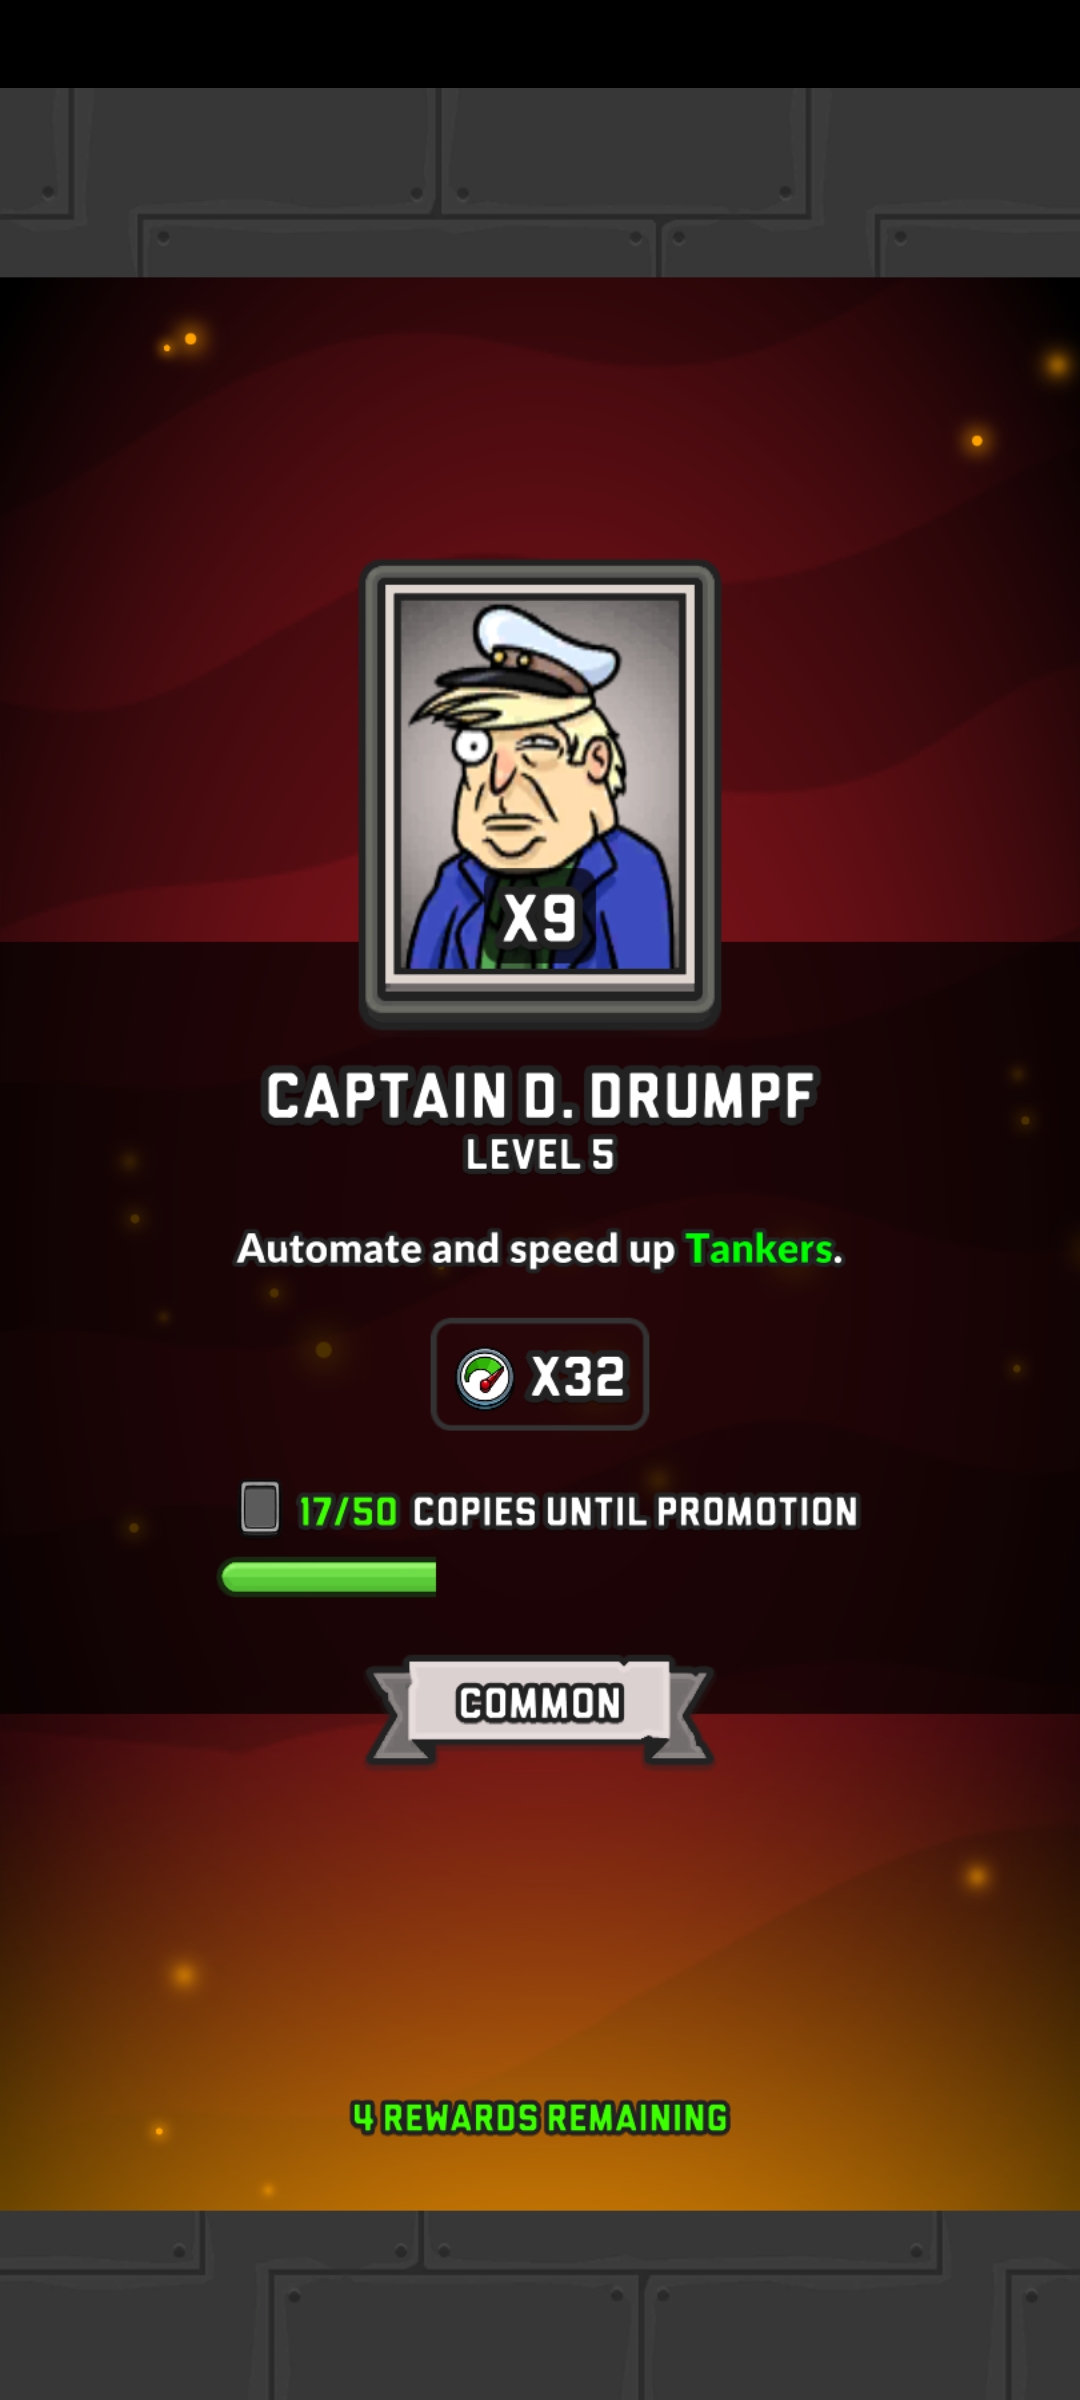 X9
CAPTAIN D. DRUMPF
LEVEL 5
Automate and speed up Tankers.
X32
17/50 COPIES UNTIL PROMOTION
COMMON
4 REWARDS REMAINING